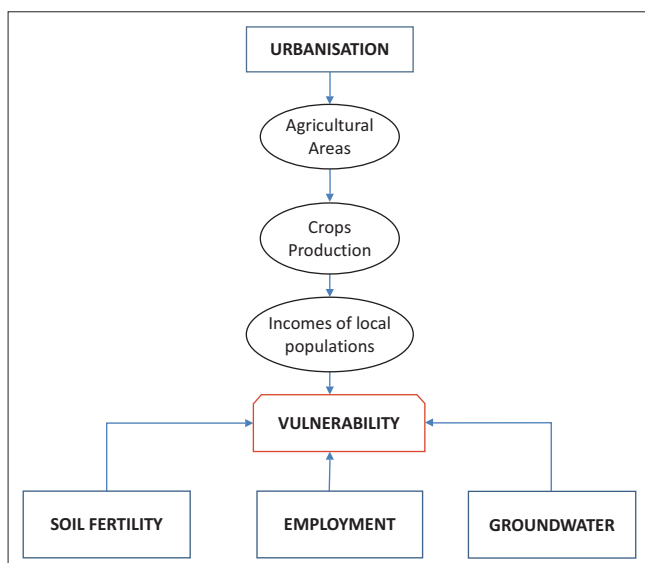 URBANISATION
Agricultural
Areas
Crops
Production
Incomes of local
populations
VULNERABILITY
SOIL FERTILITY
EMPLOYMENT
GROUNDWATER